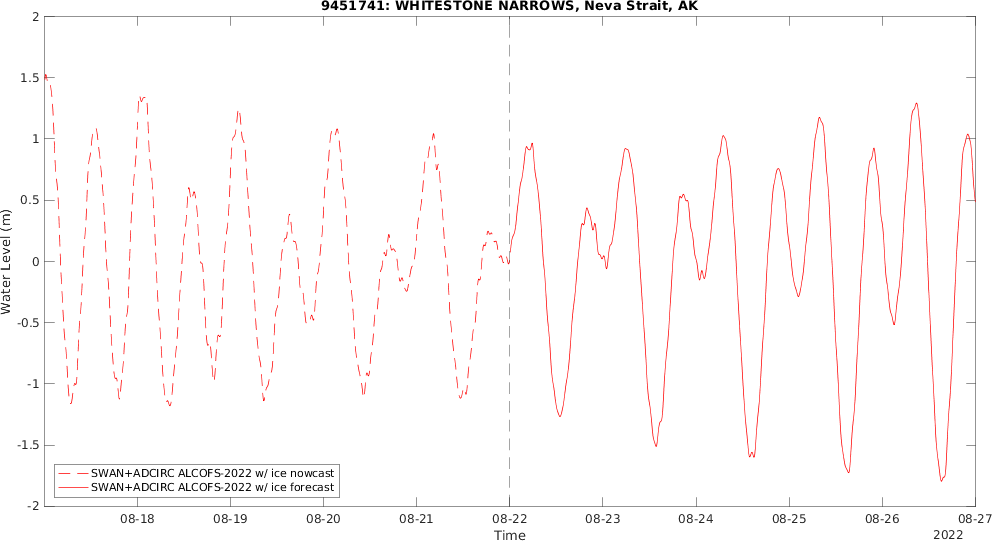 9451741: WHITESTONE NARROWS, Neva Strait, AK
2
1.5
1
0.5
0
-0.5
-1
-1.5
-2
Water Level (m)
SWAN+ADCIRC ALCOFS-2022 w/ ice nowcast
SWAN+ADCIRC ALCOFS-2022 w/ ice forecast
08-18 08-19 08-20 08-21 08-22 08-23 08-24 08-25 08-26 08-27
Time
2022